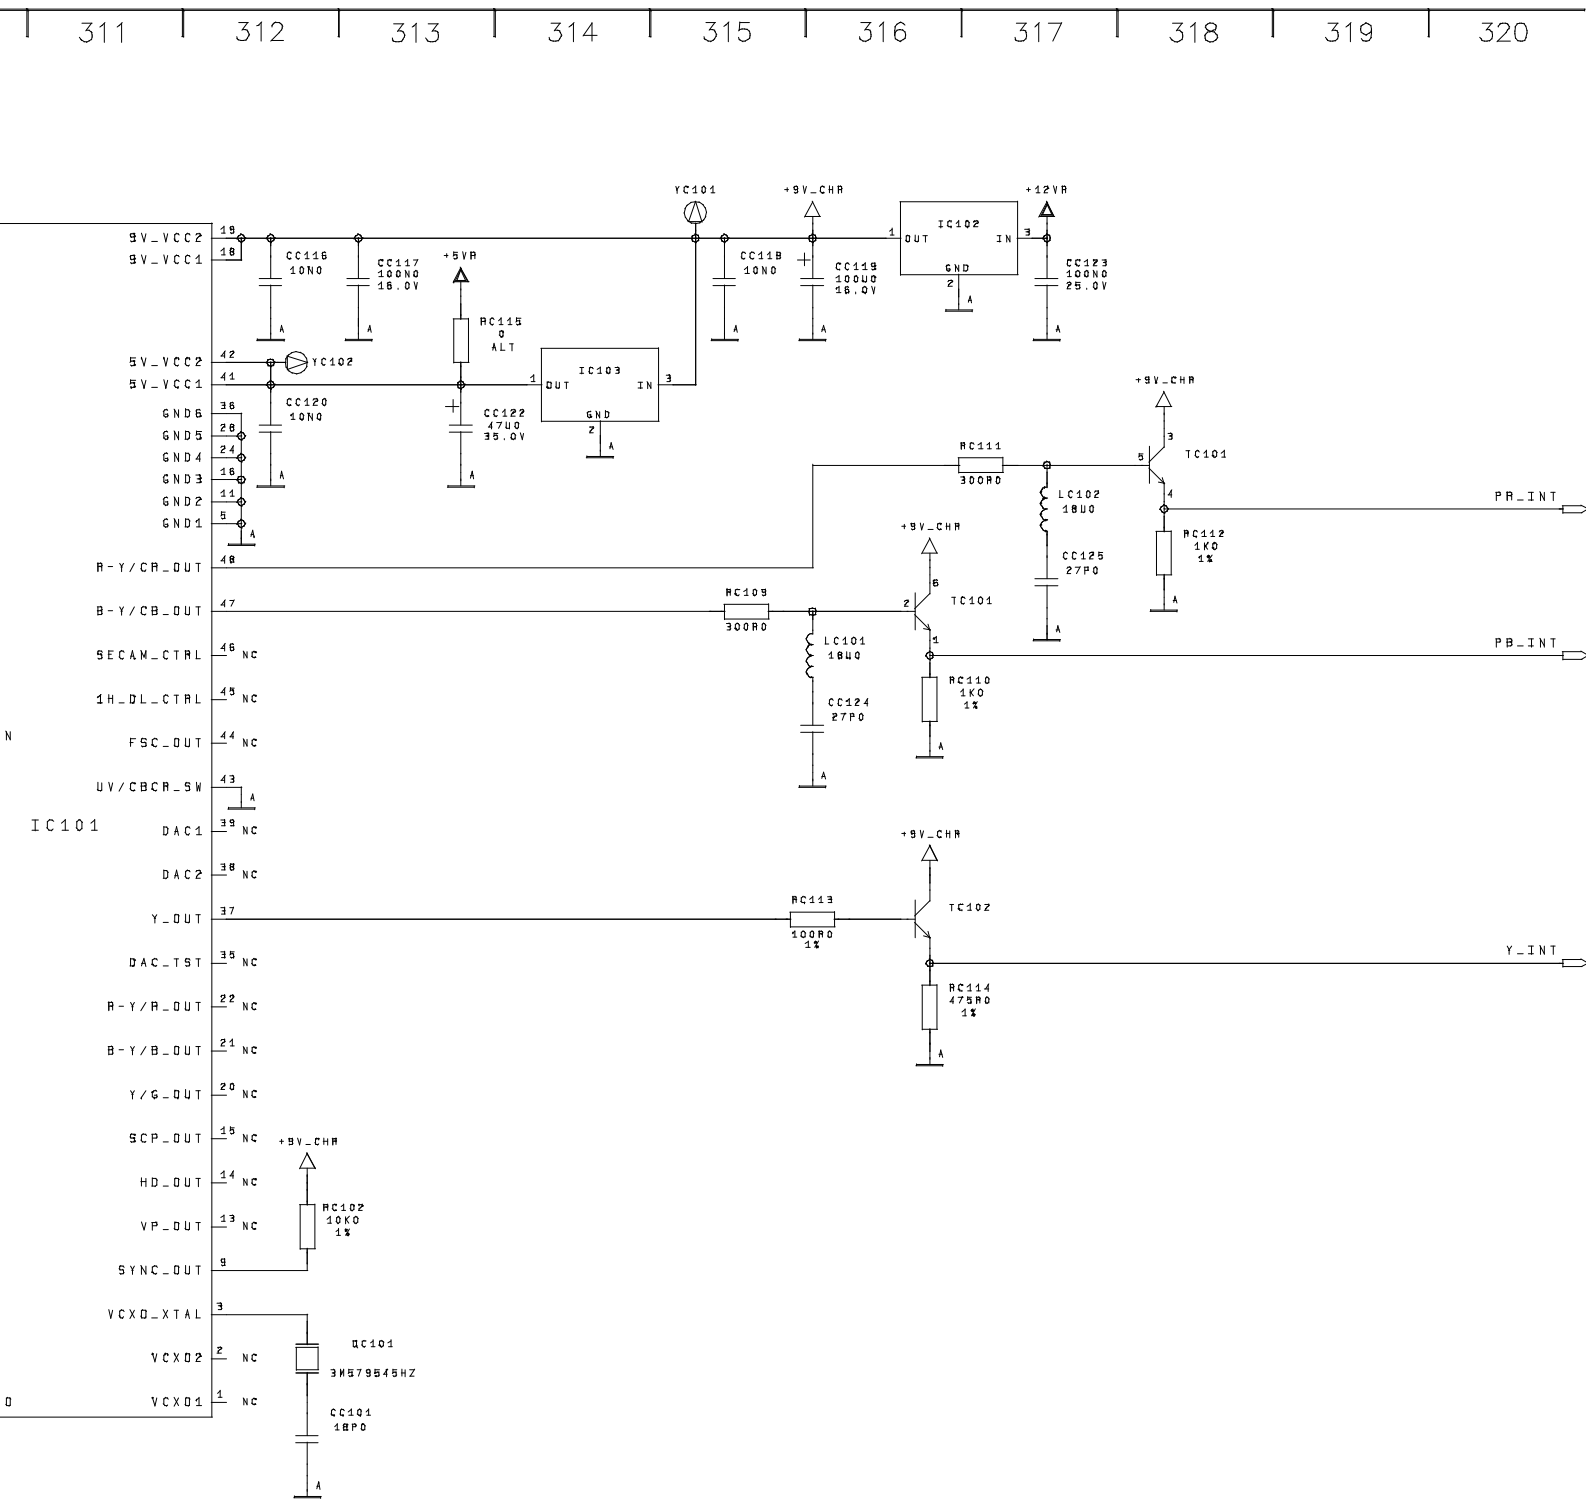 311 312 313 314 315 316 317 318 319 320
YC101 +9V_CHR +12VR
9V_VCC2 19
9V_VCC1 18
CC116
10N0
CC117
100N0
16.0V
+5VR
CC118
10N0
+
CC119
100U0
16.0V
1 OUT IC102 IN 3
GND
2
A
CC123
100N0
25.0V
A A A A A
RC115
0
ALT
5V_VCC2 42
YC102
5V_VCC1 41
1 OUT IC103 IN 3
GND
2
A
CC120
10N0
A
+
CC122
47U0
35.0V
A
GND6 36
GND5 28
GND4 24
GND3 16
GND2 11
GND1 5
A
+9V_CHR
3
5 TC101
4
RC111
300R0
LC102
18U0
CC125
27P0
A
PR_INT
RC112
1K0
1%
A
R-Y/CR_OUT 48
+9V_CHR
6
2 TC101
1
B-Y/CB_OUT 47
RC109
300R0
LC101
18U0
CC124
27P0
A
PB_INT
RC110
1K0
1%
A
SECAM_CTRL 46 NC
1H_DL_CTRL 45 NC
N
FSC_OUT 44 NC
UV/CBCR_SW 43
A
IC101
DAC1 39 NC
DAC2 38 NC
+9V_CHR
Y_OUT 37
RC113
100R0
1%
TC102
Y_INT
RC114
475R0
1%
A
DAC_TST 35 NC
R-Y/R_OUT 22 NC
B-Y/B_OUT 21 NC
Y/G_OUT 20 NC
SCP_OUT 15 NC
+9V_CHR
HD_OUT 14 NC
VP_OUT 13 NC
RC102
10K0
1%
SYNC_OUT 9
VCXO_XTAL 3
QC101
3M579545HZ
VCXO2 2 NC
VCXO1 1 NC
CC101
18P0
A